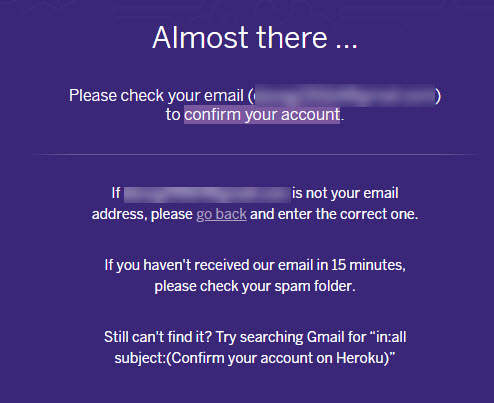 Almost there ...
Please check your email (
)
to confirm your account.
If
is not your email
address, please go back and enter the correct one.
If you haven't received our email in 15 minutes,
please check your spam folder.
Still can't find it? Try searching Gmail for “in:all
subject:(Confirm your account on Heroku)”